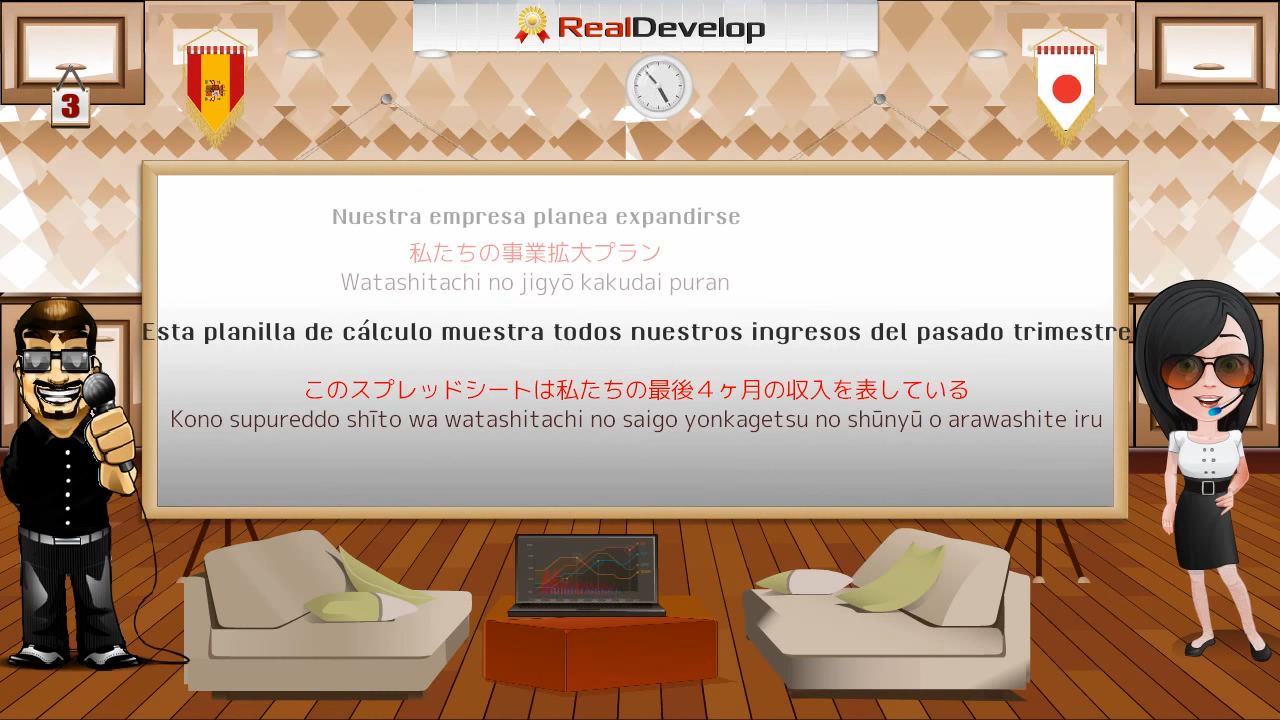 RealDevelop
3
Nuestra empresa planea expandirse
私たちの事業拡大プラン
Watashitachi no jigyō kakudai puran
Esta planilla de cálculo muestra todos nuestros ingresos del pasado trimestre,
このスプレッドシートは私たちの最後４ヶ月の収入を表している
Kono supureddo shīto wa watashitachi no saigo yonkagetsu no shūnyū o arawashite iru